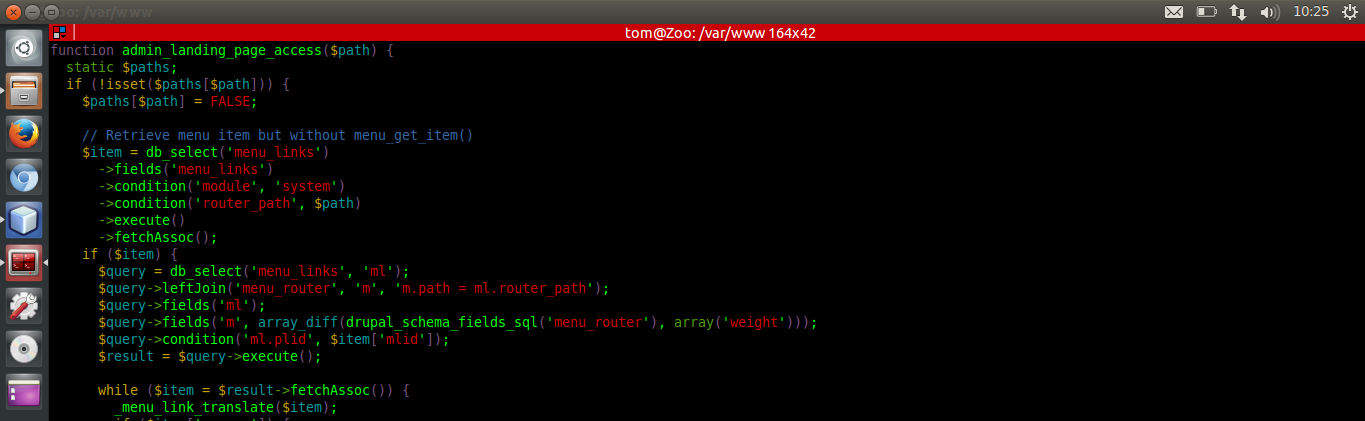 Zoo: /var/www
10:25
tom@Zoo: /var/www 164x42
function admin_landing_page_access($path) {
  static $paths;
  if (!isset($paths[$path])) {
    $paths[$path] = FALSE;

    // Retrieve menu item but without menu_get_item()
    $item = db_select('menu_links')
      ->fields('menu_links')
      ->condition('module', 'system')
      ->condition('router_path', $path)
      ->execute()
      ->fetchAssoc();
    if ($item) {
      $query = db_select('menu_links', 'ml');
      $query->leftJoin('menu_router', 'm', 'm.path = ml.router_path');
      $query->fields('ml');
      $query->fields('m', array_diff(drupal_schema_fields_sql('menu_router'), array('weight')));
      $query->condition('ml.plid', $item['mlid']);
      $result = $query->execute();

      while ($item = $result->fetchAssoc()) {
        _menu_link_translate($item);